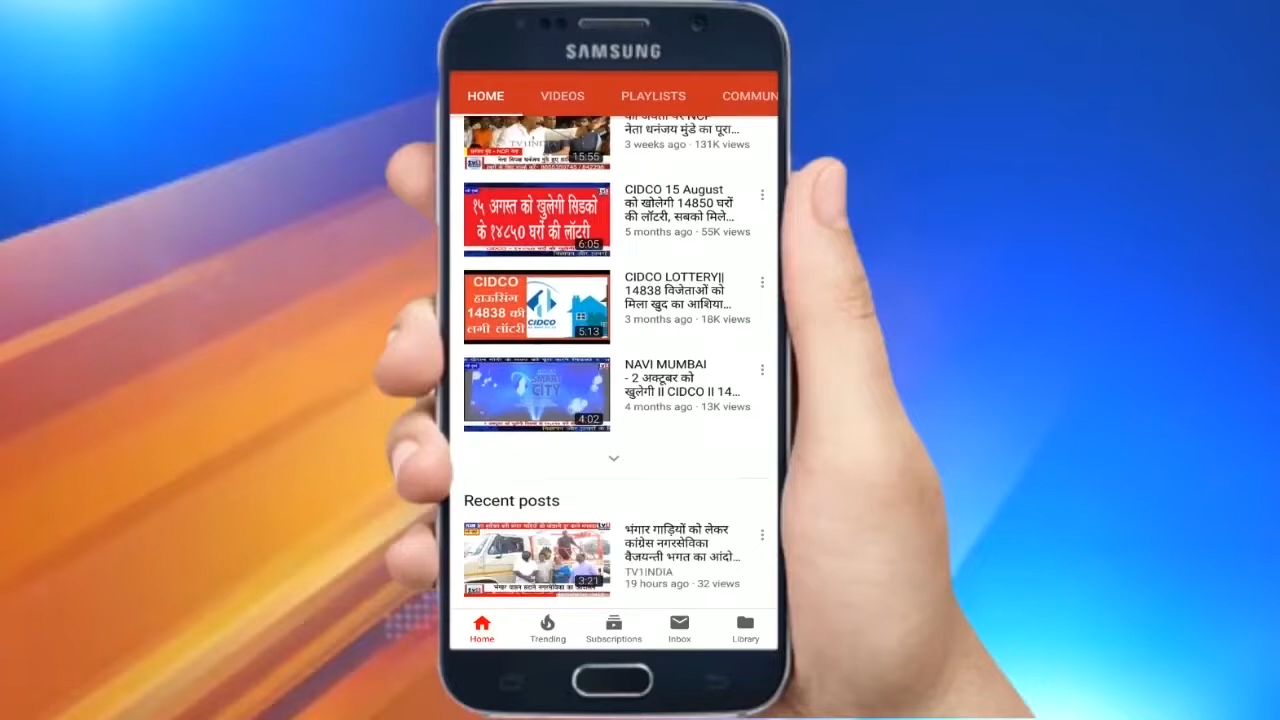 SAMSUNG
HOME VIDEOS PLAYLISTS COMMUN
नेता धनंजय मुंडे का पूरा...
3 weeks ago · 131K views
15:55
CIDCO 15 August
को खोलेगी 14850 घरों
की लॉटरी, सबको मिले...
5 months ago · 55K views
१५ अगस्त को खुलेगी सिडको
के १४८५० घरों की लॉटरी
6:05
CIDCO LOTTERY||
14838 विजेताओं को
मिला खुद का आशिया...
3 months ago · 18K views
CIDCO
हाऊसिंग
14838 की
लगी लॉटरी
CIDCO
5:13
NAVI MUMBAI
- 2 अक्टूबर को
खुलेगी II CIDCO II 14...
4 months ago · 13K views
SMART
CITY
4:02
Recent posts
भंगार गाड़ियों को लेकर
कांग्रेस नगरसेविका
वैजयन्ती भगत का आंदो...
TV1INDIA
19 hours ago · 32 views
3:21
Home Trending Subscriptions Inbox Library